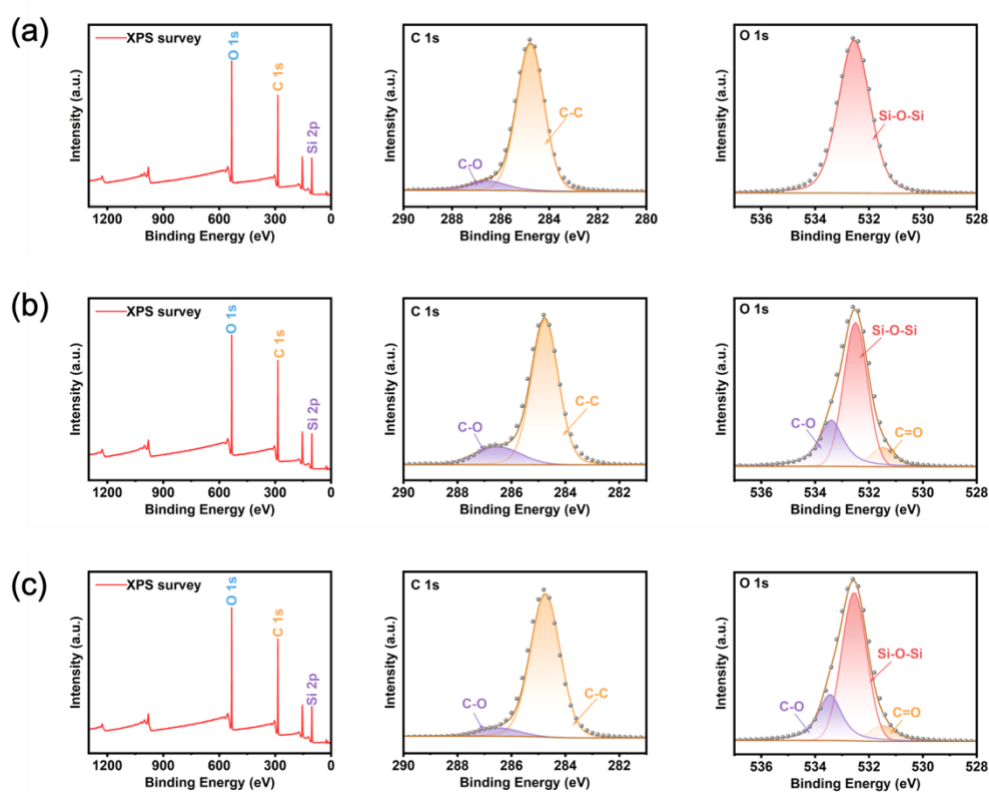 (a)
XPS survey
O 1s
C 1s
Si 2p
Intensity (a.u.)
1200 900 600 300 0
Binding Energy (eV)
C 1s
C-C
C-O
Intensity (a.u.)
290 288 286 284 282 280
Binding Energy (eV)
O 1s
Si-O-Si
Intensity (a.u.)
536 534 532 530 528
Binding Energy (eV)
(b)
XPS survey
O 1s
C 1s
Si 2p
Intensity (a.u.)
1200 900 600 300 0
Binding Energy (eV)
C 1s
C-O
C-C
Intensity (a.u.)
290 288 286 284 282
Binding Energy (eV)
O 1s
Si-O-Si
C-O
C=O
Intensity (a.u.)
536 534 532 530 528
Binding Energy (eV)
(c)
XPS survey
O 1s
C 1s
Si 2p
Intensity (a.u.)
1200 900 600 300 0
Binding Energy (eV)
C 1s
C-O
C-C
Intensity (a.u.)
290 288 286 284 282
Binding Energy (eV)
O 1s
Si-O-Si
C-O
C=O
Intensity (a.u.)
536 534 532 530 528
Binding Energy (eV)